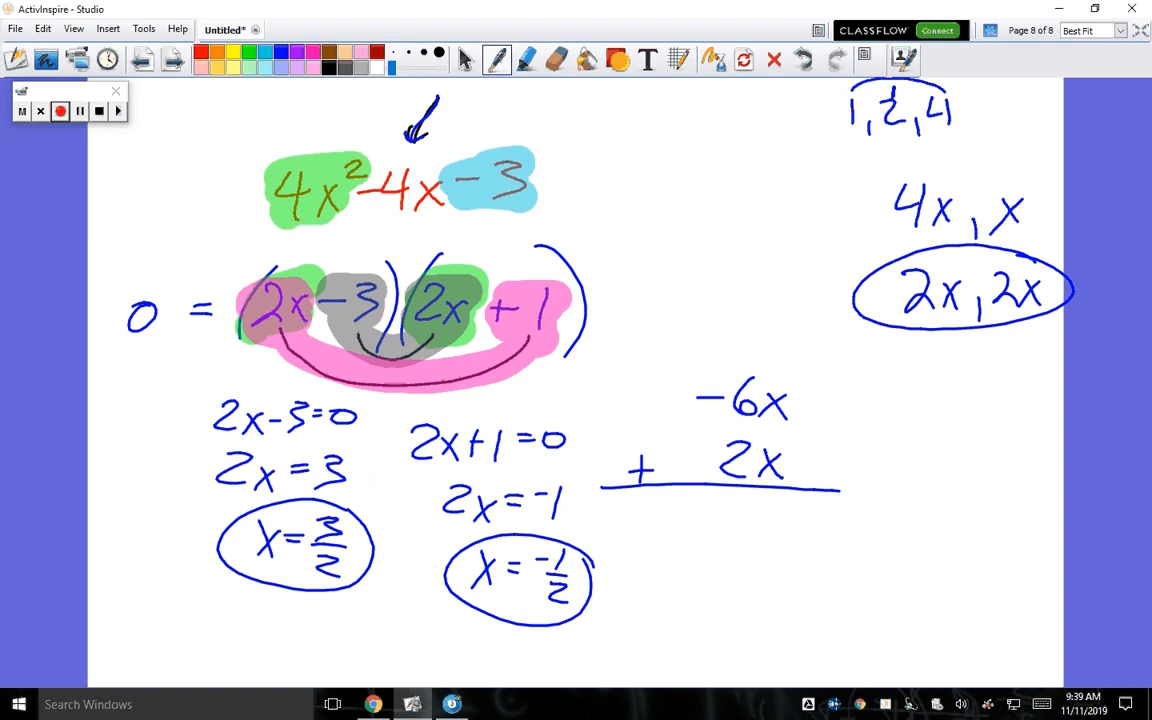 ActivInspire - Studio
File Edit View Insert Tools Help Untitled*
CLASSFLOW Connect Page 8 of 8 Best Fit
M
1, 2, 4
4x² -4x -3
4x, x
0 = (2x -3)(2x + 1)
2x, 2x
-6x
2x-3=0
2x+1=0
+ 2x
2x = 3
2x = -1
x = 3/2
x = -1/2
Search Windows
9:39 AM
11/11/2019